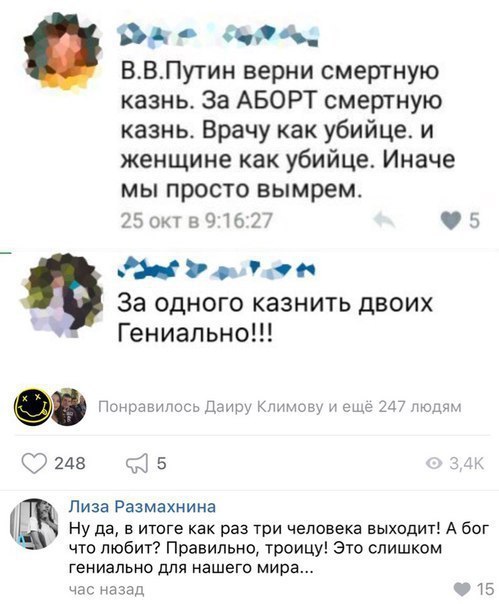 В.В.Путин верни смертную
казнь. За АБОРТ смертную
казнь. Врачу как убийце. и
женщине как убийце. Иначе
мы просто вымрем.
25 окт в 9:16:27 5
За одного казнить двоих
Гениально!!!
Понравилось Даиру Климову и ещё 247 людям
248 5 3,4К
Лиза Размахнина
Ну да, в итоге как раз три человека выходит! А бог
что любит? Правильно, троицу! Это слишком
гениально для нашего мира...
час назад 15